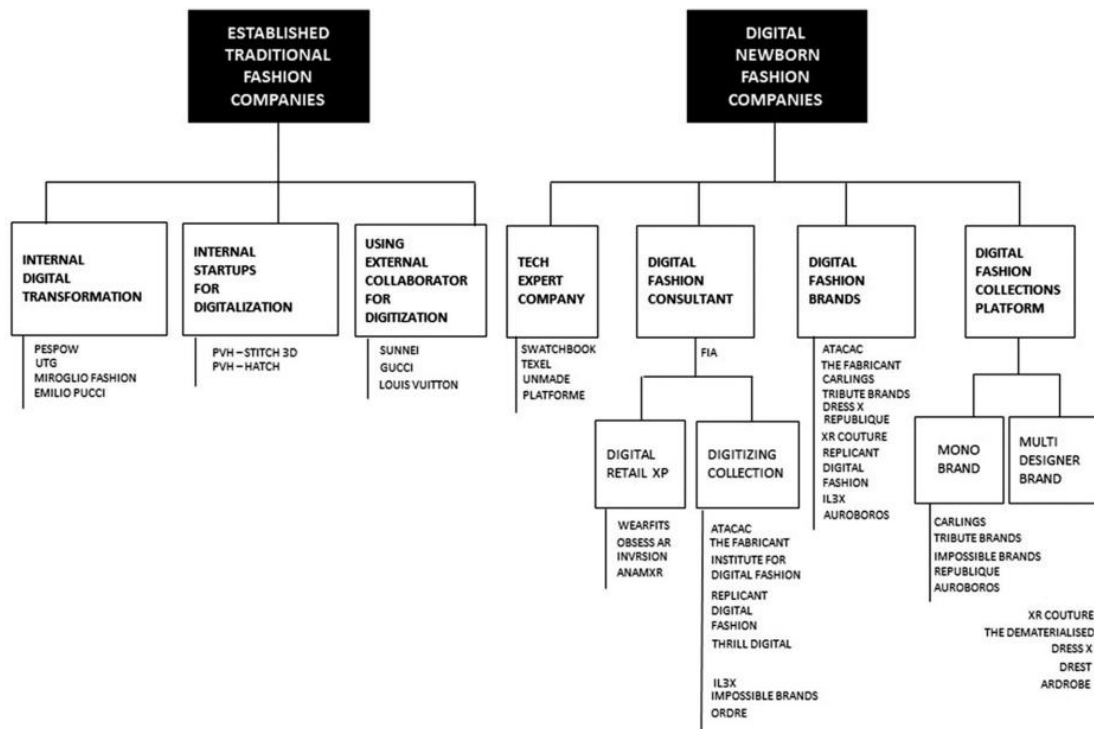 ESTABLISHED
TRADITIONAL
FASHION
COMPANIES
DIGITAL
NEWBORN
FASHION
COMPANIES
INTERNAL
DIGITAL
TRANSFORMATION
PESPOW
UTG
MIROGLIO FASHION
EMILIO PUCCI
INTERNAL
STARTUPS
FOR
DIGITALIZATION
PVH – STITCH 3D
PVH – HATCH
USING
EXTERNAL
COLLABORATOR
FOR
DIGITIZATION
SUNNEI
GUCCI
LOUIS VUITTON
TECH
EXPERT
COMPANY
SWATCHBOOK
TEXEL
UNMADE
PLATFORME
DIGITAL
FASHION
CONSULTANT
FIA
DIGITAL
RETAIL XP
WEARFITS
OBSESS AR
INVRSION
ANAMXR
DIGITIZING
COLLECTION
ATACAC
THE FABRICANT
INSTITUTE FOR
DIGITAL FASHION
REPLICANT
DIGITAL
FASHION
THRILL DIGITAL
IL3X
IMPOSSIBLE BRANDS
ORDRE
DIGITAL
FASHION
BRANDS
ATACAC
THE FABRICANT
CARLINGS
TRIBUTE BRANDS
DRESS X
REPUBLIQUE
XR COUTURE
REPLICANT
DIGITAL
FASHION
IL3X
AUROBOROS
DIGITAL
FASHION
COLLECTIONS
PLATFORM
MONO
BRAND
CARLINGS
TRIBUTE BRANDS
IMPOSSIBLE BRANDS
REPUBLIQUE
AUROBOROS
MULTI
DESIGNER
BRAND
XR COUTURE
THE DEMATERIALISED
DRESS X
DREST
ARDROBE